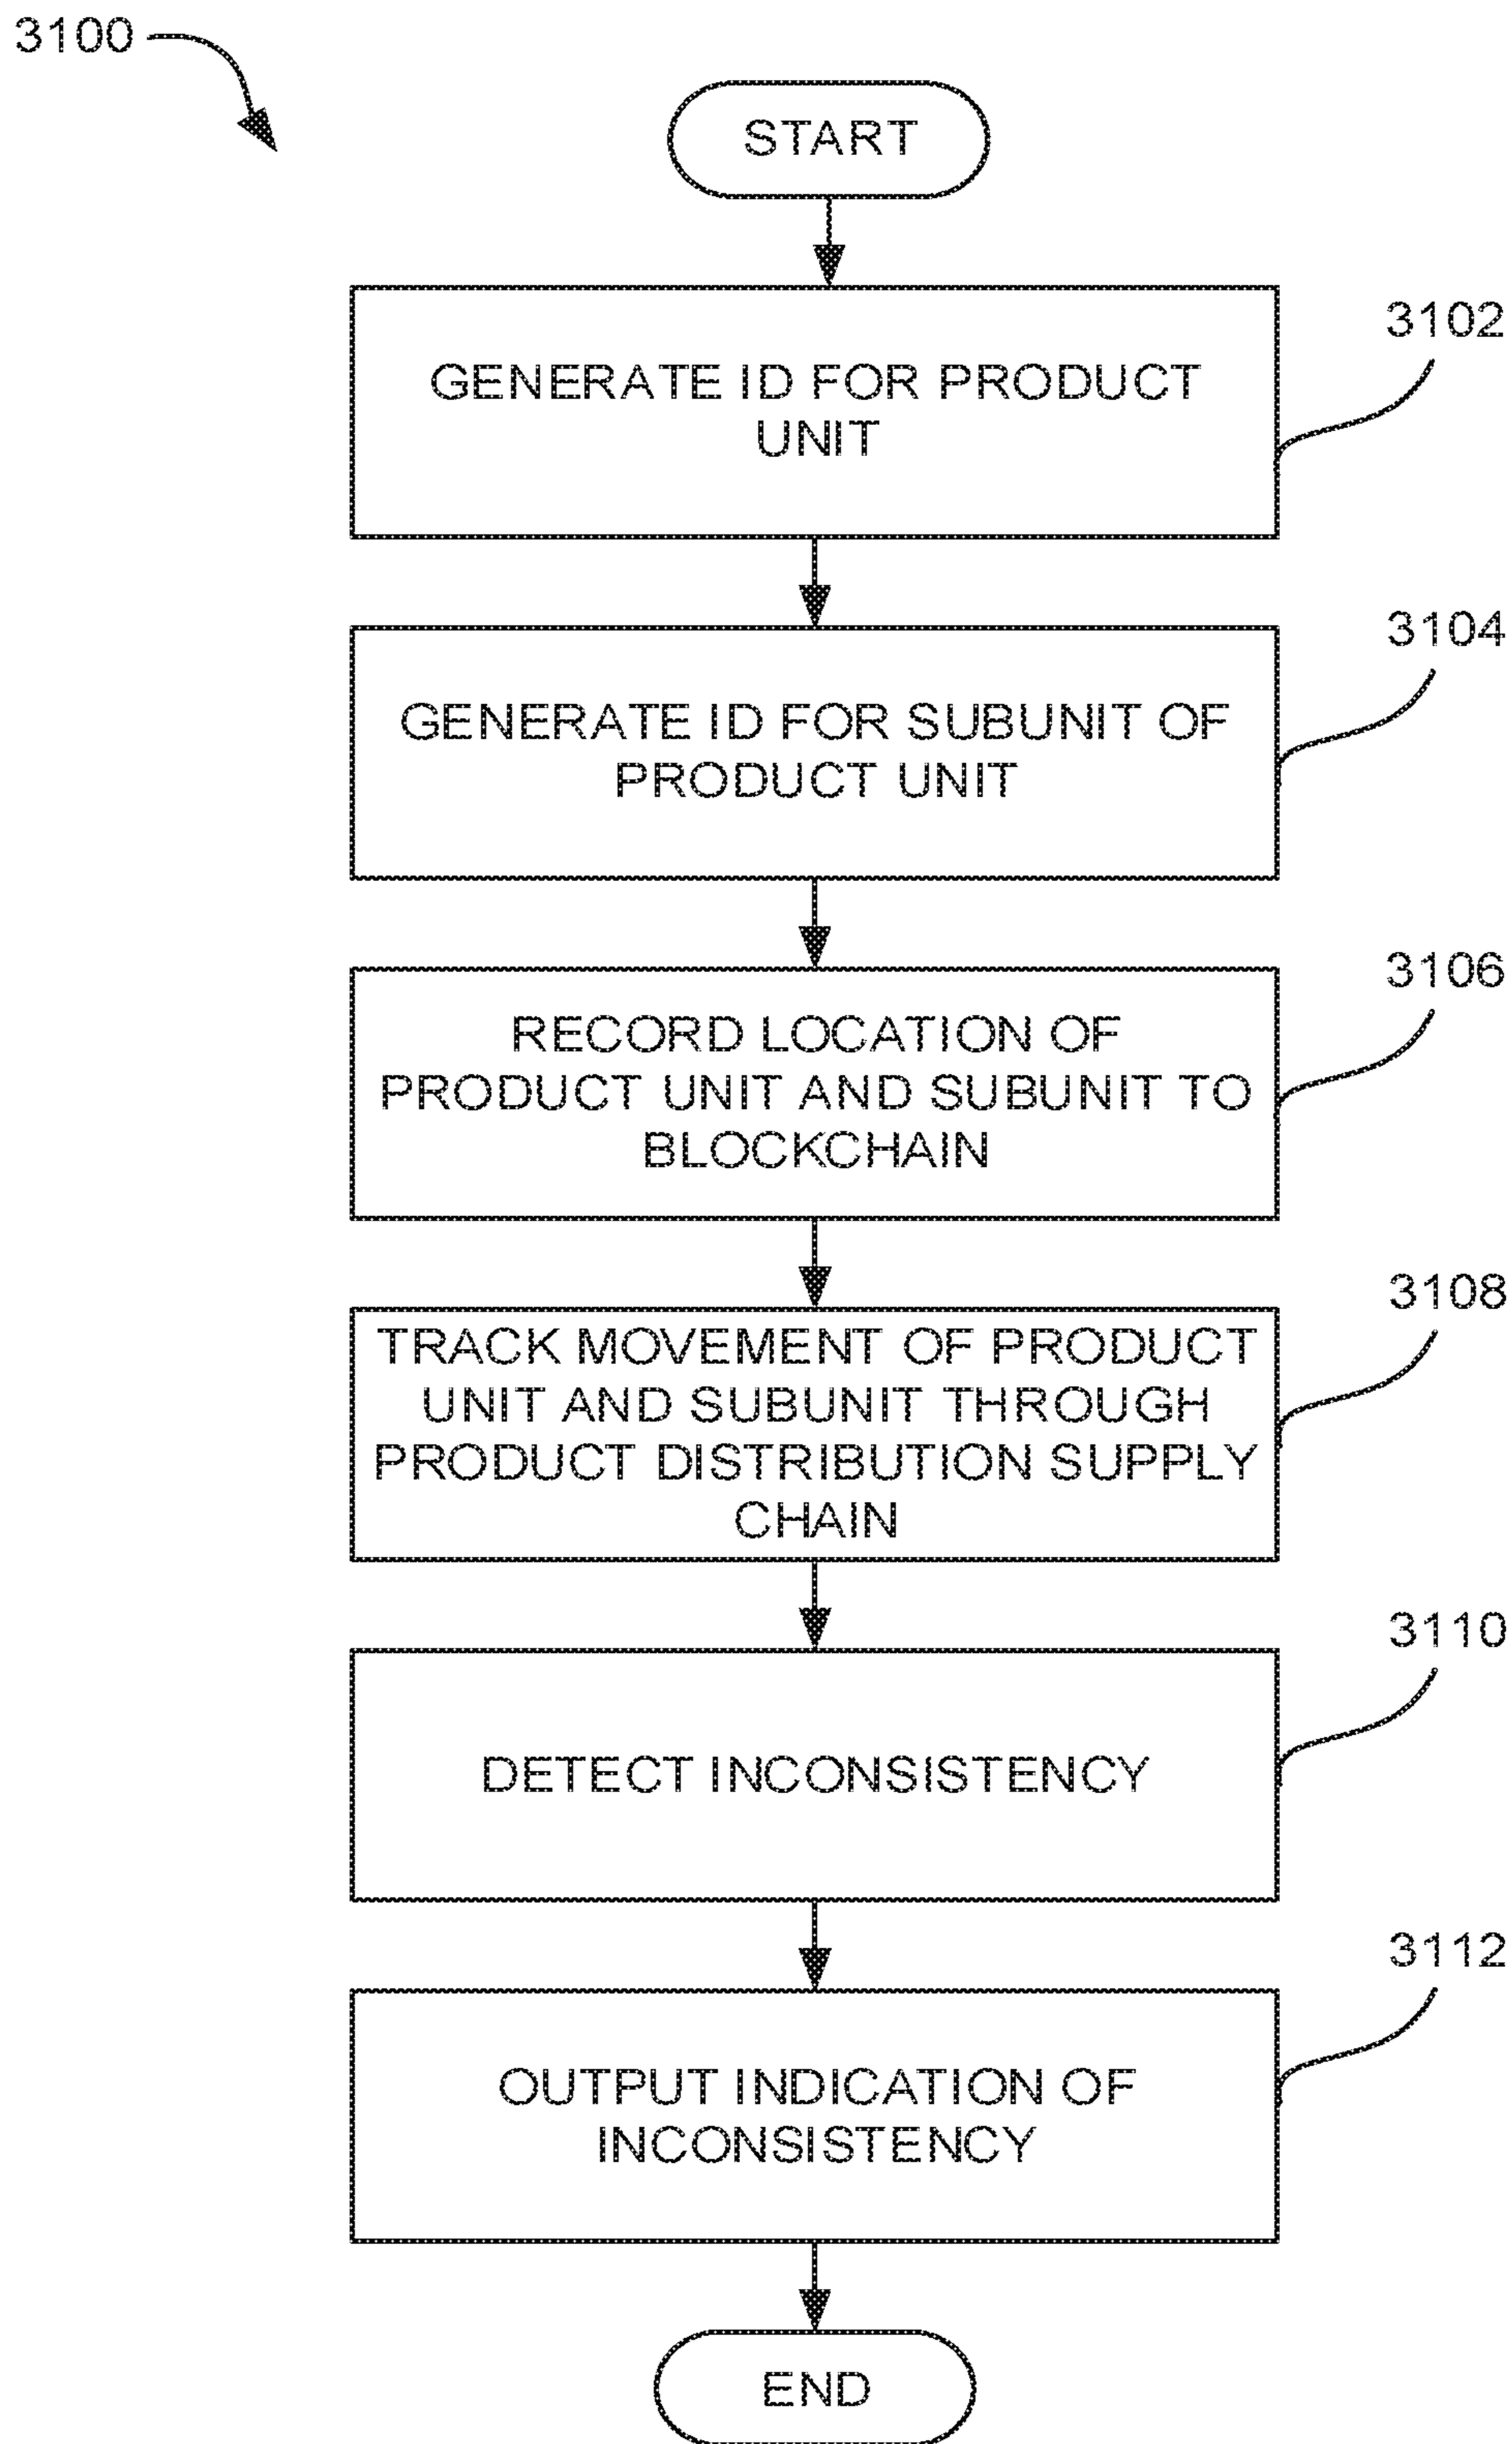 3100
START
GENERATE ID FOR PRODUCT
UNIT
3102
GENERATE ID FOR SUBUNIT OF
PRODUCT UNIT
3104
RECORD LOCATION OF
PRODUCT UNIT AND SUBUNIT TO
BLOCKCHAIN
3106
TRACK MOVEMENT OF PRODUCT
UNIT AND SUBUNIT THROUGH
PRODUCT DISTRIBUTION SUPPLY
CHAIN
3108
DETECT INCONSISTENCY
3110
OUTPUT INDICATION OF
INCONSISTENCY
3112
END